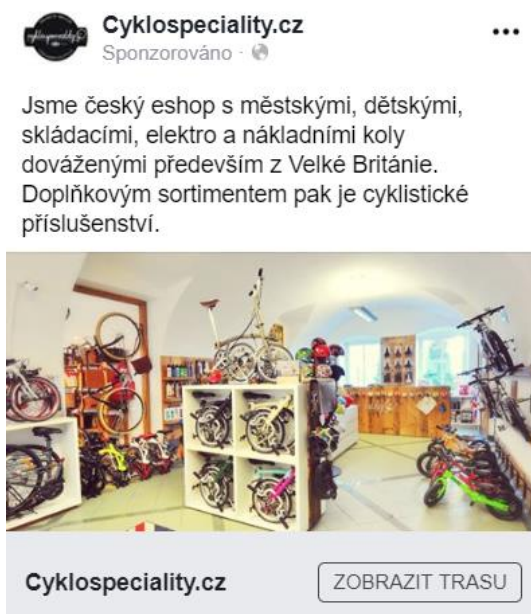 Cyklospeciality.cz
Sponzorováno ·
Jsme český eshop s městskými, dětskými,
skládacími, elektro a nákladními koly
dováženými především z Velké Británie.
Doplňkovým sortimentem pak je cyklistické
příslušenství.
Cyklospeciality.cz
ZOBRAZIT TRASU